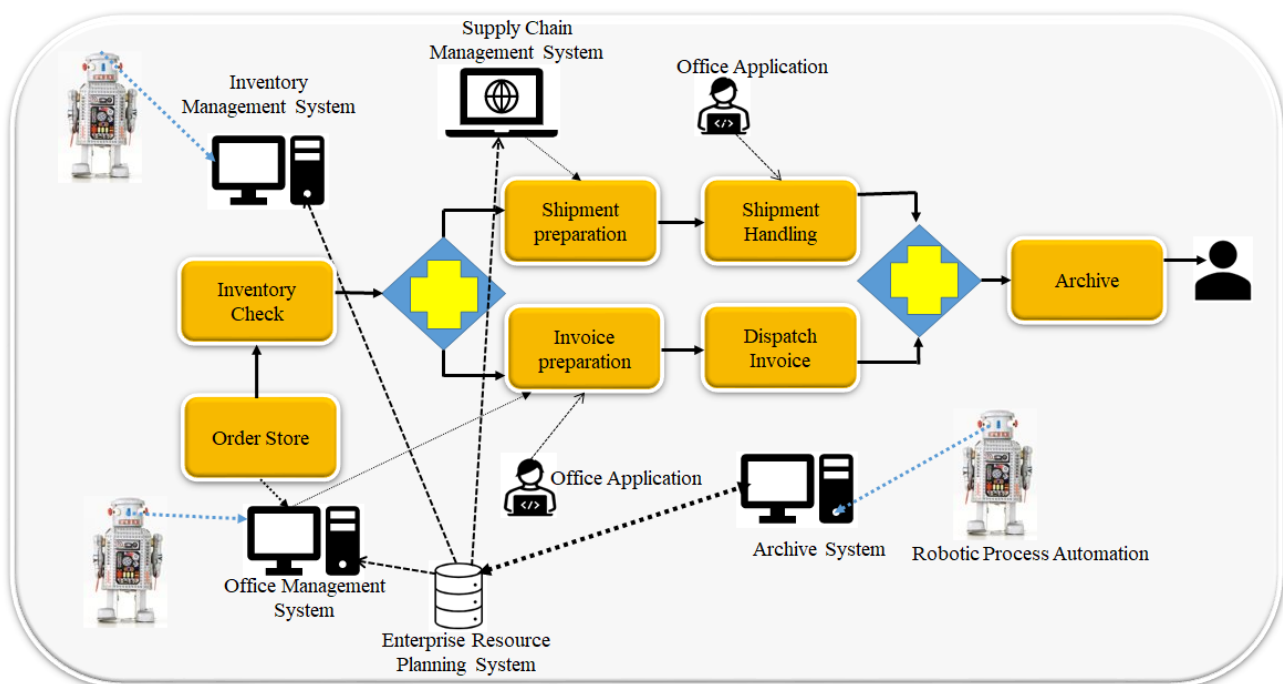 Supply Chain
Management System
Office Application
Inventory
Management System
Shipment
preparation
Shipment
Handling
Inventory
Check
Archive
Invoice
preparation
Dispatch
Invoice
Order Store
Office Application
Archive System
Robotic Process Automation
Office Management
System
Enterprise Resource
Planning System